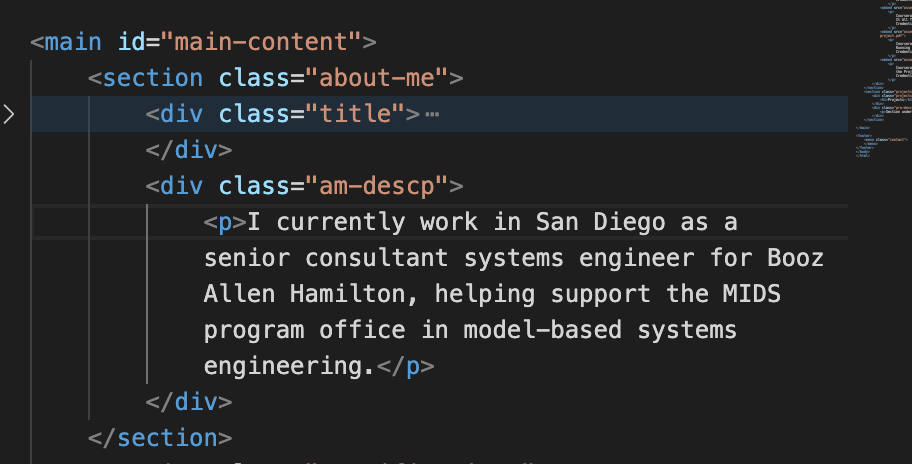 <main id="main-content">
<section class="about-me">
<div class="title">…
</div>
<div class="am-descp">
<p>I currently work in San Diego as a
senior consultant systems engineer for Booz
Allen Hamilton, helping support the MIDS
program office in model-based systems
engineering.</p>
</div>
</section>